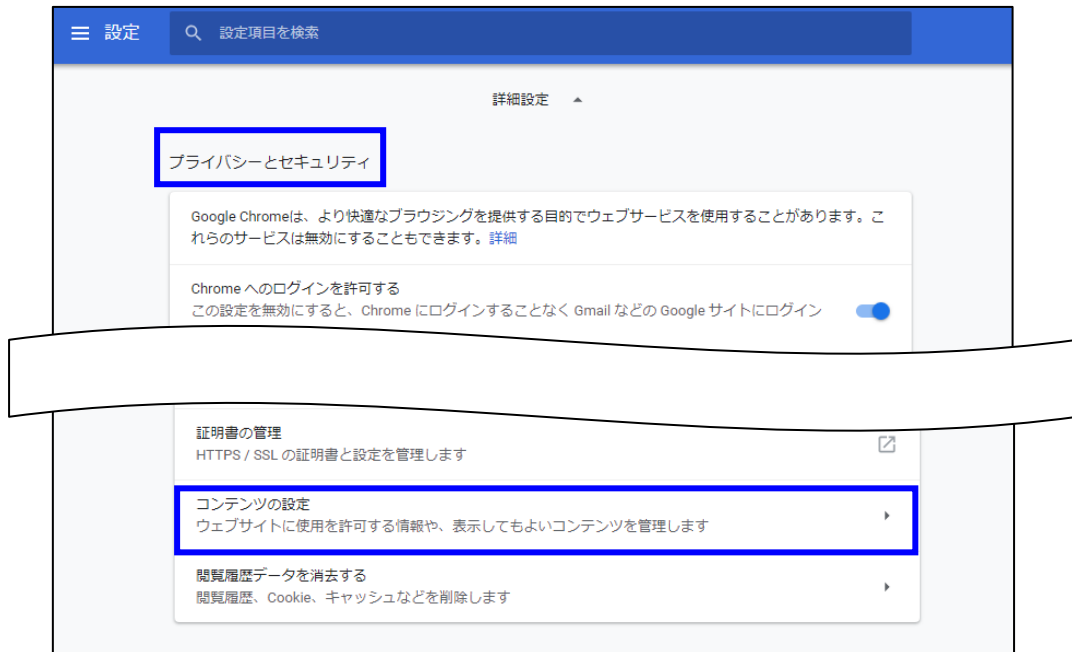 設定
設定項目を検索
詳細設定
プライバシーとセキュリティ
Google Chromeは、より快適なブラウジングを提供する目的でウェブサービスを使用することがあります。こ
れらのサービスは無効にすることもできます。詳細
Chrome へのログインを許可する
この設定を無効にすると、Chrome にログインすることなく Gmail などの Google サイトにログイン
証明書の管理
HTTPS / SSL の証明書と設定を管理します
コンテンツの設定
ウェブサイトに使用を許可する情報や、表示してもよいコンテンツを管理します
閲覧履歴データを消去する
閲覧履歴、Cookie、キャッシュなどを削除します